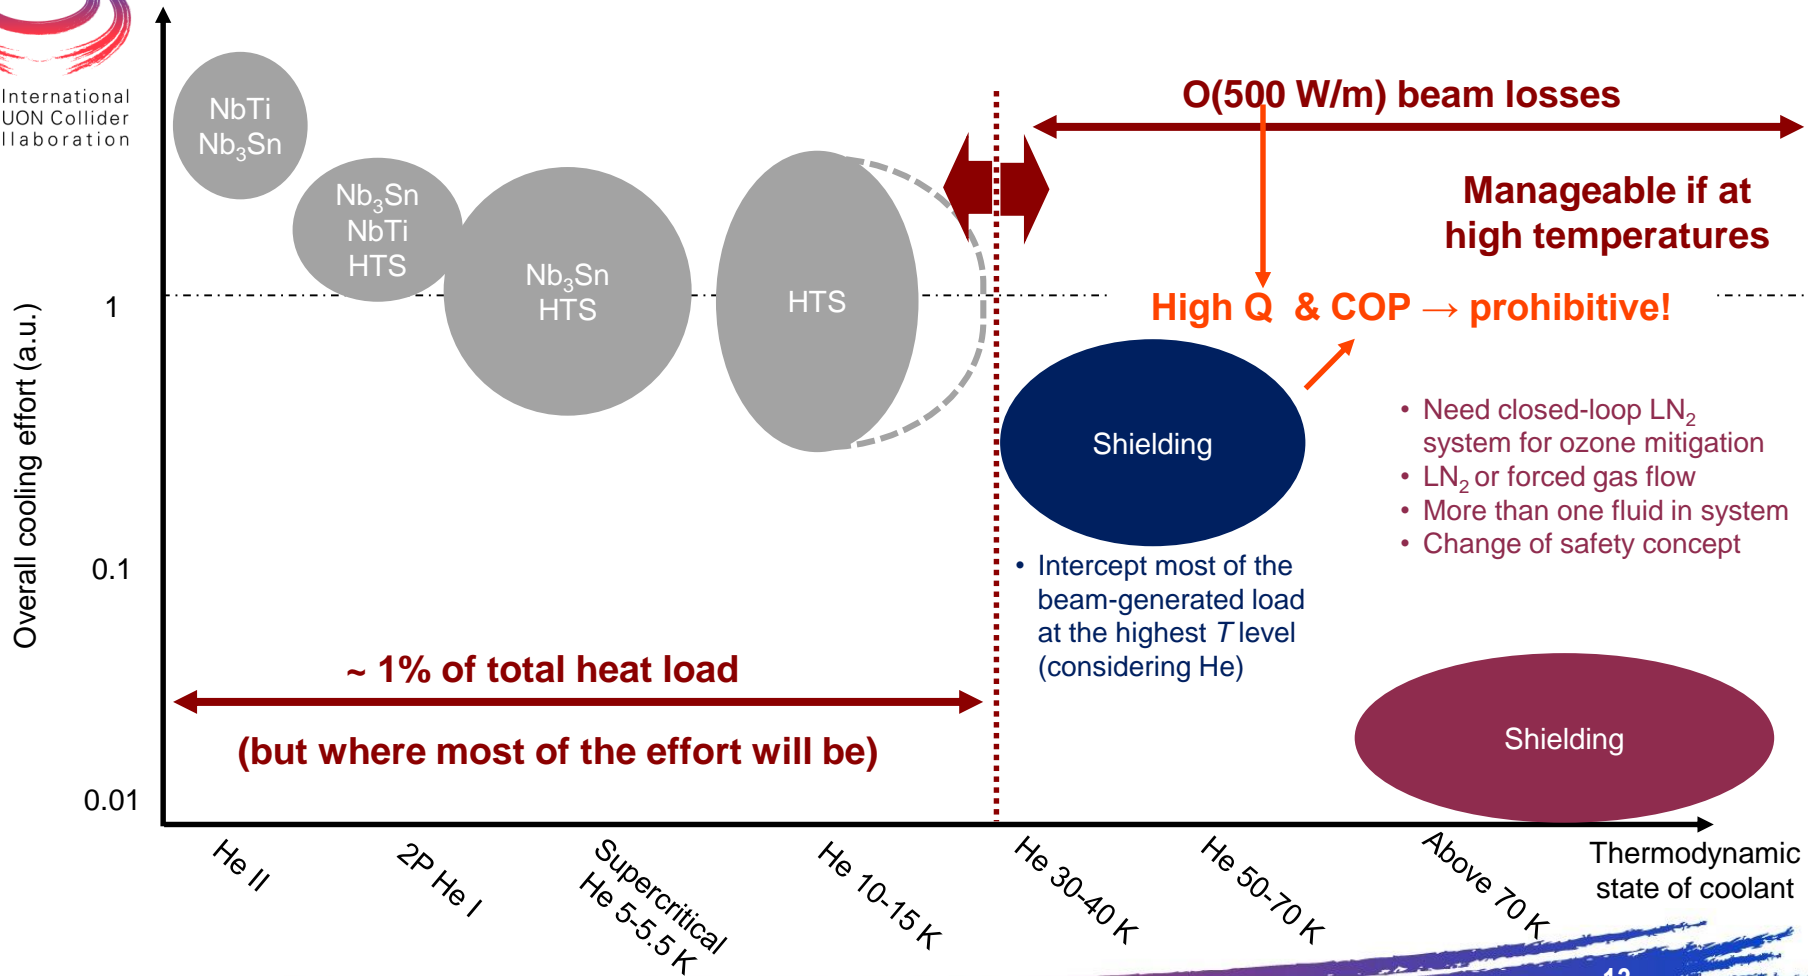 International
UON Collider
llaboration
NbTi
Nb₃Sn
Nb₃Sn
NbTi
HTS
Nb₃Sn
HTS
HTS
O(500 W/m) beam losses
Manageable if at
high temperatures
High Q & COP → prohibitive!
Shielding
• Need closed-loop LN₂
system for ozone mitigation
• LN₂ or forced gas flow
• More than one fluid in system
• Change of safety concept
• Intercept most of the
beam-generated load
at the highest T level
(considering He)
Shielding
~ 1% of total heat load
(but where most of the effort will be)
Overall cooling effort (a.u.)
1
0.1
0.01
He II
2P He I
Supercritical
He 5-5.5 K
He 10-15 K
He 30-40 K
He 50-70 K
Above 70 K
Thermodynamic
state of coolant